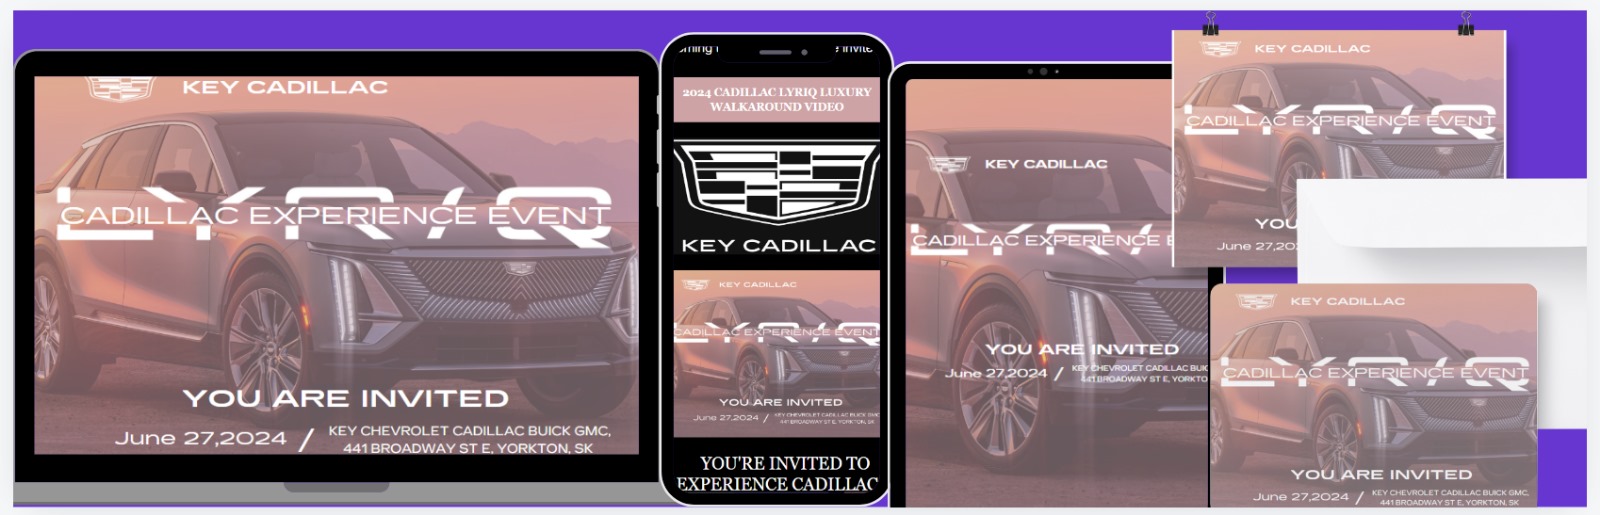 KEY CADILLAC
LYRIQ
CADILLAC EXPERIENCE EVENT
YOU ARE INVITED
June 27,2024 / KEY CHEVROLET CADILLAC BUICK GMC,
441 BROADWAY ST E, YORKTON, SK
2024 CADILLAC LYRIQ LUXURY
WALKAROUND VIDEO
KEY CADILLAC
KEY CADILLAC
LYRIQ
CADILLAC EXPERIENCE EVENT
YOU ARE INVITED
June 27,2024 / KEY CHEVROLET CADILLAC BUICK GMC
441 BROADWAY ST E, YORKTON, SK
YOU'RE INVITED TO
EXPERIENCE CADILLAC
KEY CADILLAC
CADILLAC EXPERIENCE E
YOU ARE INVITED
June 27,2024 / KEY CHEVROLET CADILLAC BUI
441 BROADWAY ST E, YORKTO
KEY CADILLAC
LYRIQ
CADILLAC EXPERIENCE EVENT
YOU
June 27,202
KEY CADILLAC
LYRIQ
CADILLAC EXPERIENCE EVENT
YOU ARE INVITED
June 27,2024 / KEY CHEVROLET CADILLAC BUICK GMC,
441 BROADWAY ST E, YORKTON, SK